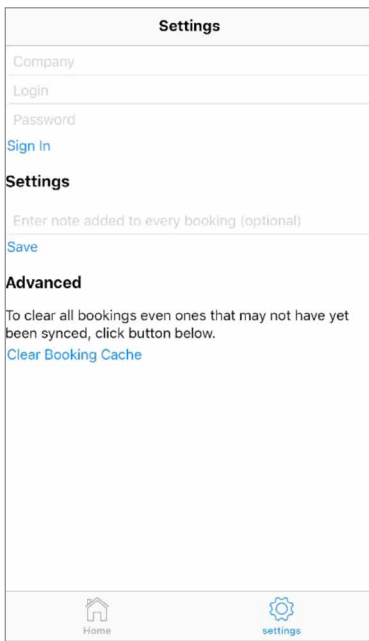 Settings
Company
Login
Password
Sign In
Settings
Enter note added to every booking (optional)
Save
Advanced
To clear all bookings even ones that may not have yet
been synced, click button below.
Clear Booking Cache
Home
settings